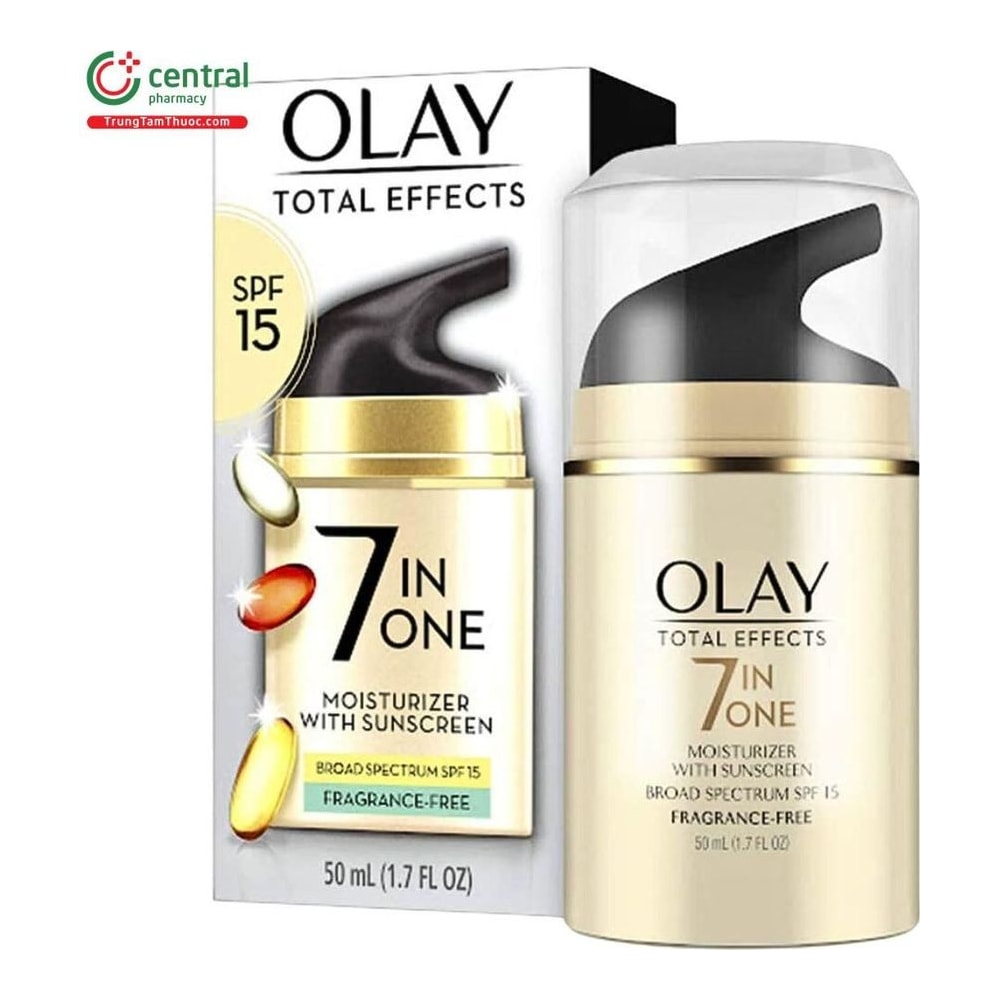 central
pharmacy
TrungTamThuoc.com
OLAY
TOTAL EFFECTS
SPF
15
7 IN
ONE
MOISTURIZER
WITH SUNSCREEN
BROAD SPECTRUM SPF 15
FRAGRANCE-FREE
50 mL (1.7 FL OZ)
OLAY
TOTAL EFFECTS
7 IN
ONE
MOISTURIZER
WITH SUNSCREEN
BROAD SPECTRUM SPF 15
FRAGRANCE-FREE
50 mL (1.7 FL OZ)